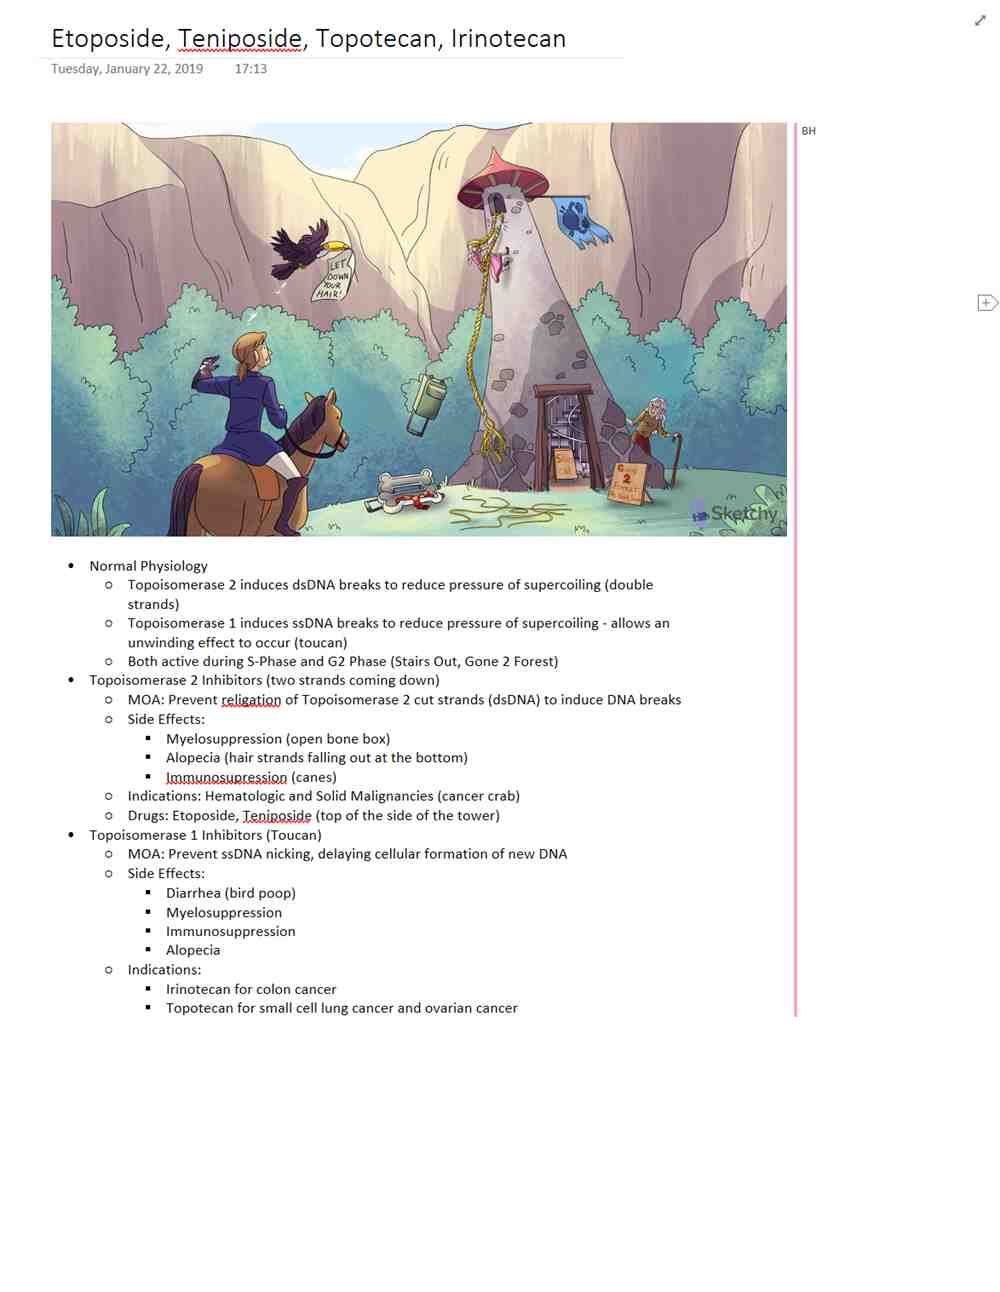 Etoposide, Teniposide, Topotecan, Irinotecan
Tuesday, January 22, 2019 17:13
BH
LET
DOWN
YOUR
HAIR!
Gone
2
Forest
Sketchy
• Normal Physiology
○ Topoisomerase 2 induces dsDNA breaks to reduce pressure of supercoiling (double
strands)
○ Topoisomerase 1 induces ssDNA breaks to reduce pressure of supercoiling - allows an
unwinding effect to occur (toucan)
○ Both active during S-Phase and G2 Phase (Stairs Out, Gone 2 Forest)
• Topoisomerase 2 Inhibitors (two strands coming down)
○ MOA: Prevent religation of Topoisomerase 2 cut strands (dsDNA) to induce DNA breaks
○ Side Effects:
▪ Myelosuppression (open bone box)
▪ Alopecia (hair strands falling out at the bottom)
▪ Immunosupression (canes)
○ Indications: Hematologic and Solid Malignancies (cancer crab)
○ Drugs: Etoposide, Teniposide (top of the side of the tower)
• Topoisomerase 1 Inhibitors (Toucan)
○ MOA: Prevent ssDNA nicking, delaying cellular formation of new DNA
○ Side Effects:
▪ Diarrhea (bird poop)
▪ Myelosuppression
▪ Immunosuppression
▪ Alopecia
○ Indications:
▪ Irinotecan for colon cancer
▪ Topotecan for small cell lung cancer and ovarian cancer